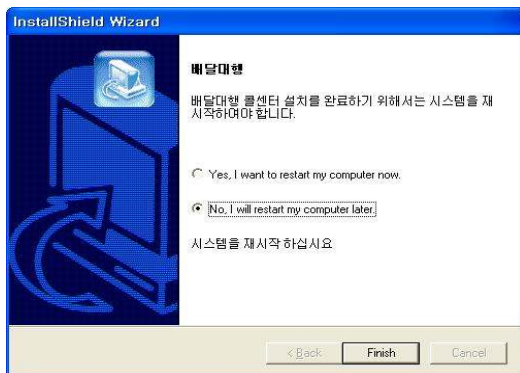 InstallShield Wizard
배달대행
배달대행 콜센터 설치를 완료하기 위해서는 시스템을 재
시작하여야 합니다.
Yes, I want to restart my computer now.
No, I will restart my computer later.
시스템을 재시작 하십시요
< Back Finish Cancel